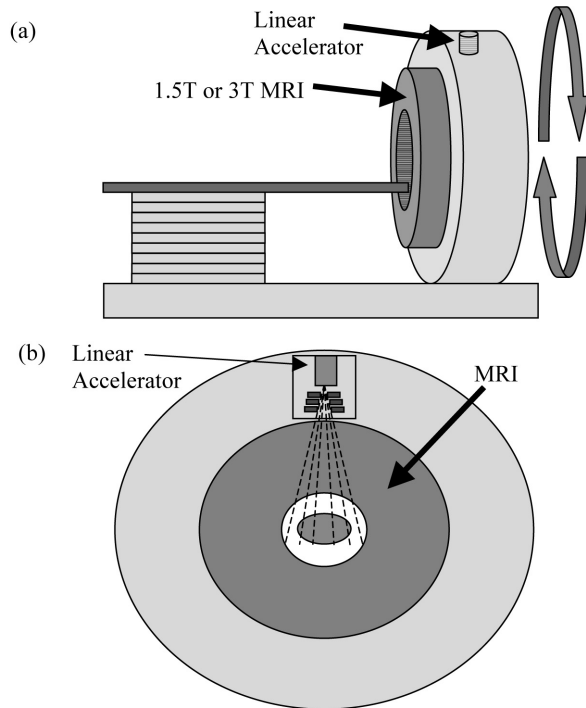 (a)
Linear
Accelerator
1.5T or 3T MRI
(b)
Linear
Accelerator
MRI